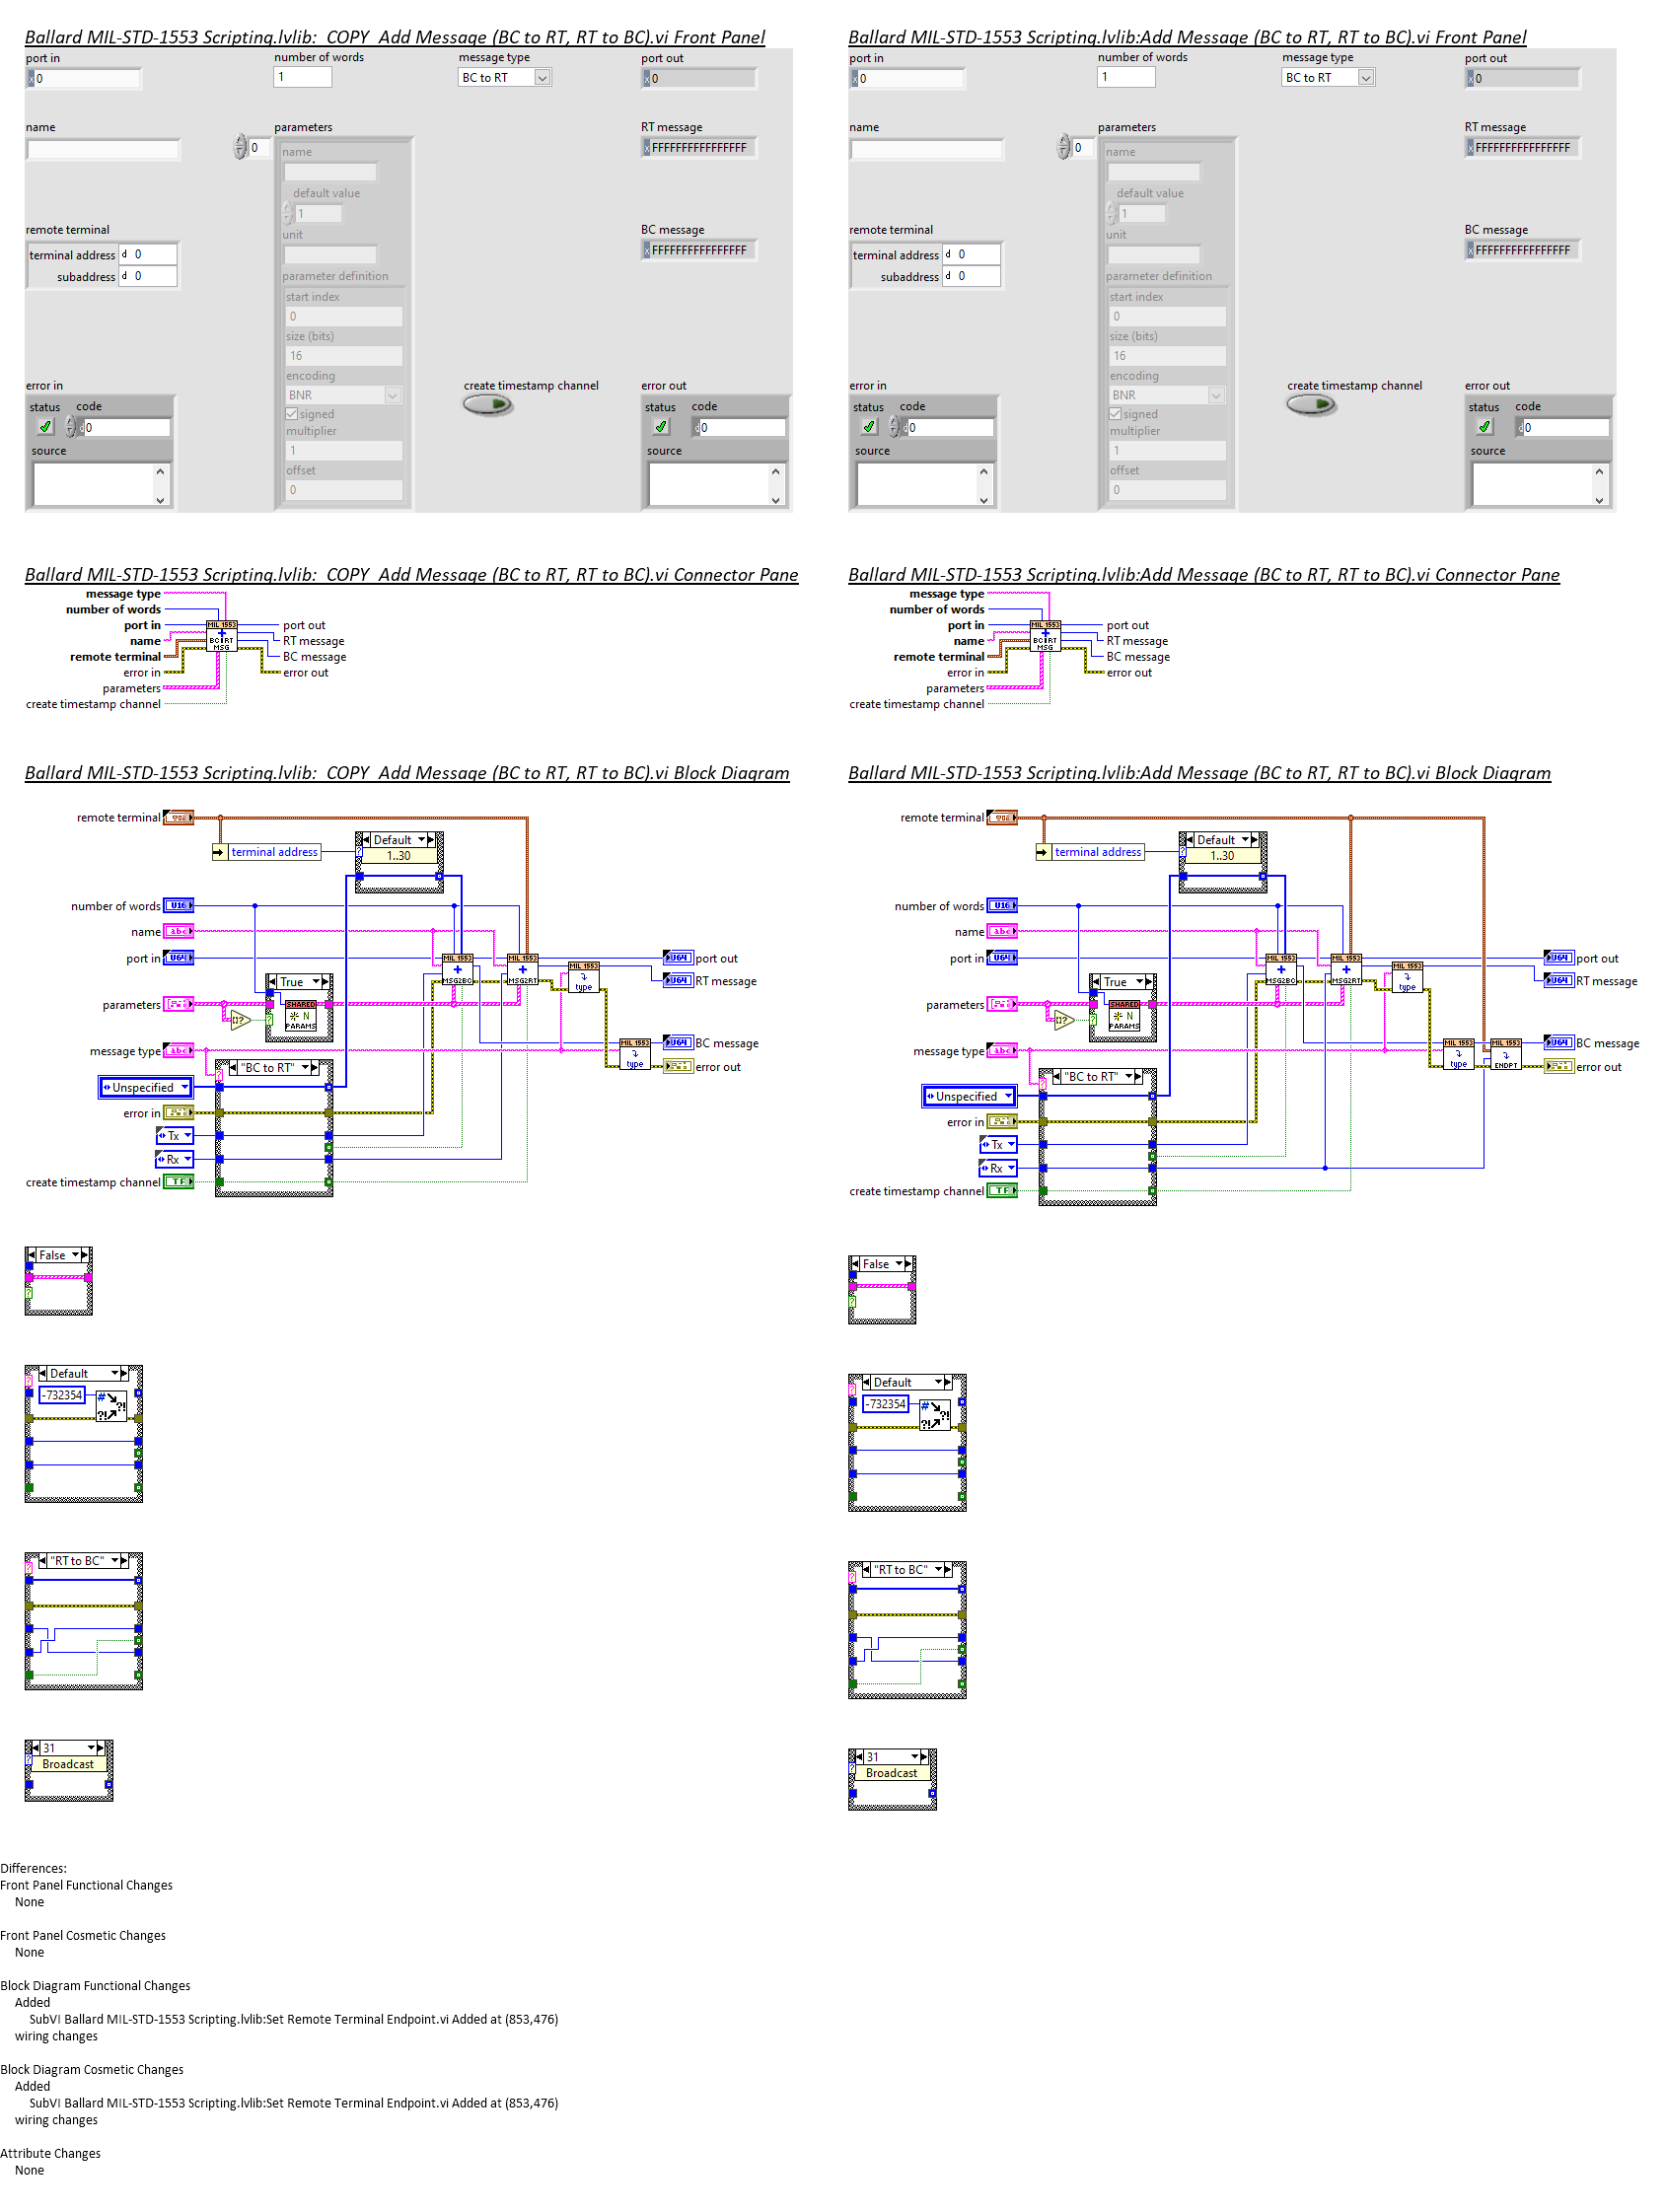 Ballard MIL-STD-1553 Scripting.lvlib:_COPY_Add Message (BC to RT, RT to BC).vi Front Panel
port in
0
number of words
1
message type
BC to RT
port out
0
name
parameters
0
name
default value
1
unit
parameter definition
start index
0
size (bits)
16
encoding
BNR
signed
multiplier
1
offset
0
RT message
x FFFFFFFFFFFFFFFF
BC message
x FFFFFFFFFFFFFFFF
remote terminal
terminal address d 0
subaddress d 0
error in
status code
d0
source
create timestamp channel
error out
status code
d0
source
Ballard MIL-STD-1553 Scripting.lvlib:Add Message (BC to RT, RT to BC).vi Front Panel
port in
0
number of words
1
message type
BC to RT
port out
0
name
parameters
0
name
default value
1
unit
parameter definition
start index
0
size (bits)
16
encoding
BNR
signed
multiplier
1
offset
0
RT message
x FFFFFFFFFFFFFFFF
BC message
x FFFFFFFFFFFFFFFF
remote terminal
terminal address d 0
subaddress d 0
error in
status code
d0
source
create timestamp channel
error out
status code
d0
source
Ballard MIL-STD-1553 Scripting.lvlib:_COPY_Add Message (BC to RT, RT to BC).vi Connector Pane
message type
number of words
port in
name
remote terminal
error in
parameters
create timestamp channel
MIL 1553
MSG
port out
RT message
BC message
error out
Ballard MIL-STD-1553 Scripting.lvlib:Add Message (BC to RT, RT to BC).vi Connector Pane
message type
number of words
port in
name
remote terminal
error in
parameters
create timestamp channel
MIL 1553
MSG
port out
RT message
BC message
error out
Ballard MIL-STD-1553 Scripting.lvlib:_COPY_Add Message (BC to RT, RT to BC).vi Block Diagram
remote terminal
terminal address
Default
1..30
number of words U16
name abc
port in U64
parameters
True
SHARED
N
PARAMS
[]?
MIL 1553
MSG2BC
MIL 1553
MSG2RT
MIL 1553
type
U64 port out
U64 RT message
message type abc
"BC to RT"
MIL 1553
type
U64 BC message
error out
Unspecified
error in
Tx
Rx
create timestamp channel TF
False
Default
-732354
"RT to BC"
31
Broadcast
Ballard MIL-STD-1553 Scripting.lvlib:Add Message (BC to RT, RT to BC).vi Block Diagram
remote terminal
terminal address
Default
1..30
number of words U16
name abc
port in U64
parameters
True
SHARED
N
PARAMS
[]?
MIL 1553
MSG2BC
MIL 1553
MSG2RT
MIL 1553
type
U64 port out
U64 RT message
message type abc
"BC to RT"
MIL 1553
type
MIL 1553
ENDPT
U64 BC message
error out
Unspecified
error in
Tx
Rx
create timestamp channel TF
False
Default
-732354
"RT to BC"
31
Broadcast
Differences:
Front Panel Functional Changes
None
Front Panel Cosmetic Changes
None
Block Diagram Functional Changes
Added
SubVI Ballard MIL-STD-1553 Scripting.lvlib:Set Remote Terminal Endpoint.vi Added at (853,476)
wiring changes
Block Diagram Cosmetic Changes
Added
SubVI Ballard MIL-STD-1553 Scripting.lvlib:Set Remote Terminal Endpoint.vi Added at (853,476)
wiring changes
Attribute Changes
None